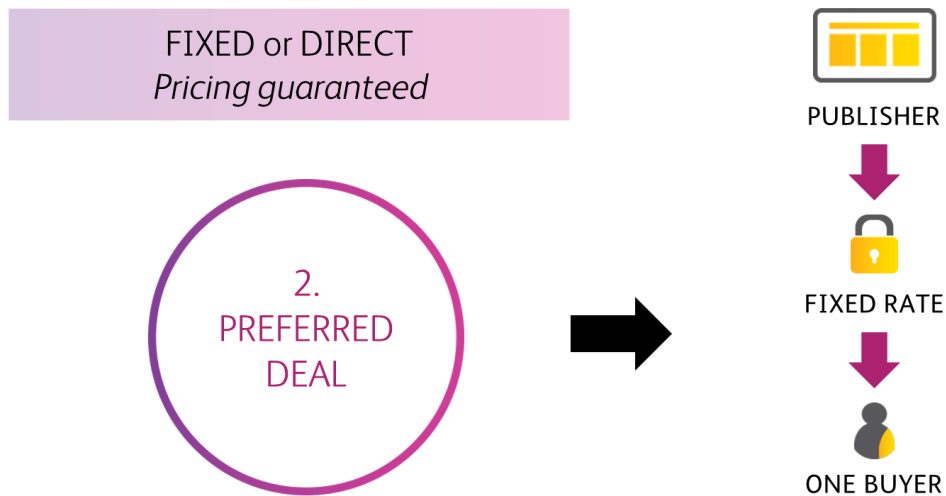 FIXED or DIRECT
Pricing guaranteed
2.
PREFERRED
DEAL
PUBLISHER
FIXED RATE
ONE BUYER